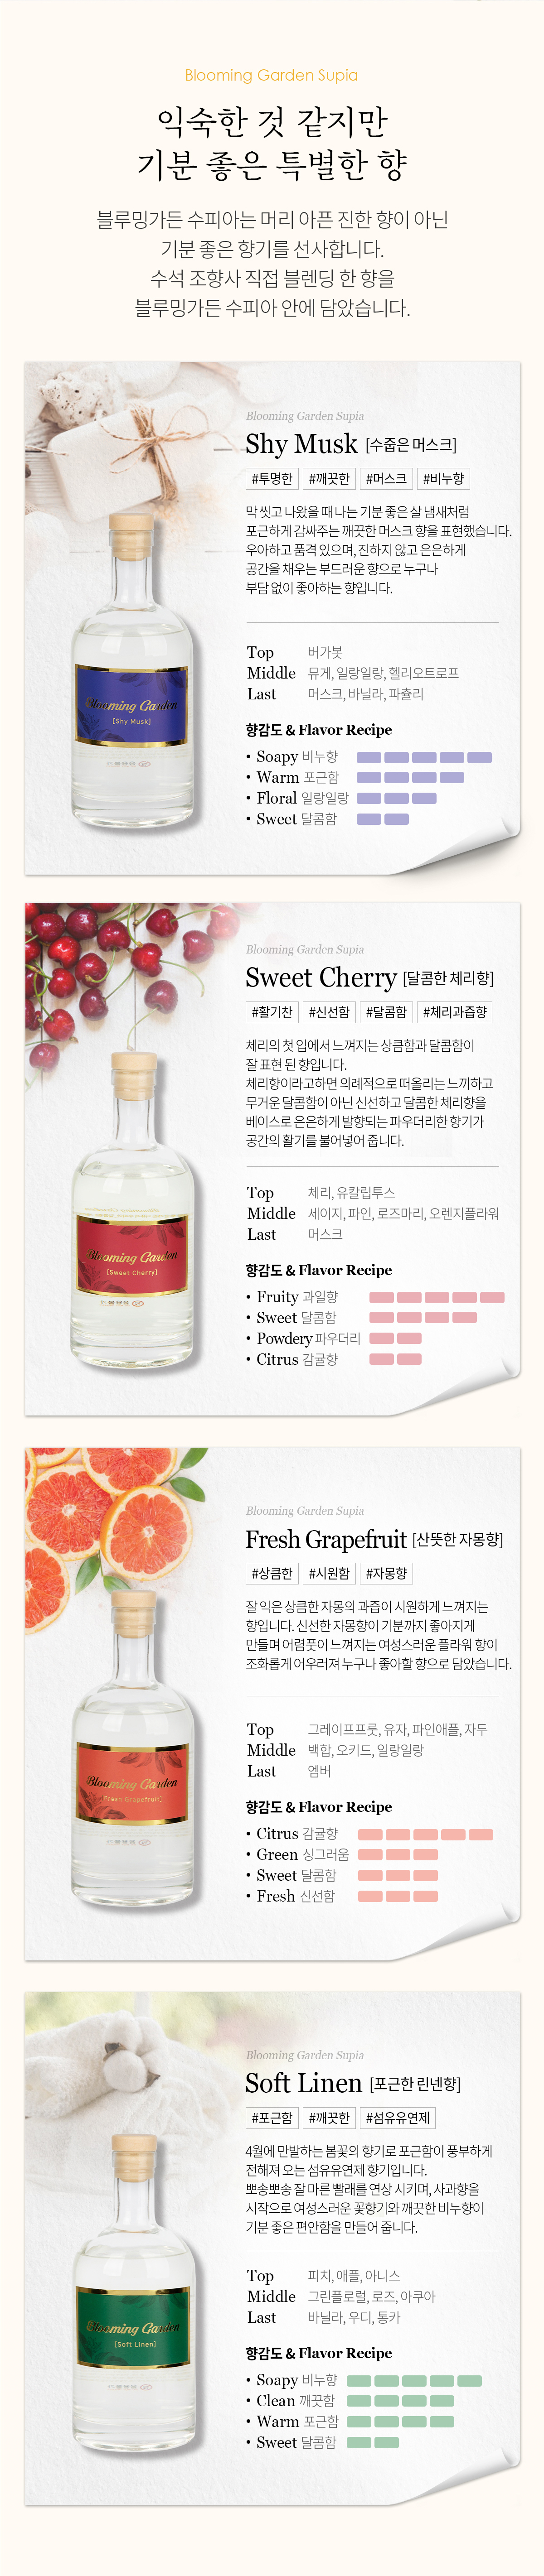 Blooming Garden Supia
익숙한 것 같지만
기분 좋은 특별한 향
블루밍가든 수피아는 머리 아픈 진한 향이 아닌
기분 좋은 향기를 선사합니다.
수석 조향사 직접 블렌딩 한 향을
블루밍가든 수피아 안에 담았습니다.
Blooming Garden Supia
Shy Musk [수줍은 머스크]
#투명한 #깨끗한 #머스크 #비누향
막 씻고 나왔을 때 나는 기분 좋은 살 냄새처럼
포근하게 감싸주는 깨끗한 머스크 향을 표현했습니다.
우아하고 품격 있으며, 진하지 않고 은은하게
공간을 채우는 부드러운 향으로 누구나
부담 없이 좋아하는 향입니다.
Blooming Garden
[Shy Musk]
Top 버가못
Middle 뮤게, 일랑일랑, 헬리오트로프
Last 머스크, 바닐라, 파츌리
향감도 & Flavor Recipe
• Soapy 비누향
• Warm 포근함
• Floral 일랑일랑
• Sweet 달콤함
Blooming Garden Supia
Sweet Cherry [달콤한 체리향]
#활기찬 #신선함 #달콤함 #체리과즙향
체리의 첫 입에서 느껴지는 상큼함과 달콤함이
잘 표현 된 향입니다.
체리향이라고하면 의례적으로 떠올리는 느끼하고
무거운 달콤함이 아닌 신선하고 달콤한 체리향을
베이스로 은은하게 발향되는 파우더리한 향기가
공간의 활기를 불어넣어 줍니다.
Blooming Garden
[Sweet Cherry]
Top 체리, 유칼립투스
Middle 세이지, 파인, 로즈마리, 오렌지플라워
Last 머스크
향감도 & Flavor Recipe
• Fruity 과일향
• Sweet 달콤함
• Powdery 파우더리
• Citrus 감귤향
Blooming Garden Supia
Fresh Grapefruit [산뜻한 자몽향]
#상큼한 #시원함 #자몽향
잘 익은 상큼한 자몽의 과즙이 시원하게 느껴지는
향입니다. 신선한 자몽향이 기분까지 좋아지게
만들며 어렴풋이 느껴지는 여성스러운 플라워 향이
조화롭게 어우러져 누구나 좋아할 향으로 담았습니다.
Blooming Garden
[Fresh Grapefruit]
Top 그레이프프룻, 유자, 파인애플, 자두
Middle 백합, 오키드, 일랑일랑
Last 엠버
향감도 & Flavor Recipe
• Citrus 감귤향
• Green 싱그러움
• Sweet 달콤함
• Fresh 신선함
Blooming Garden Supia
Soft Linen [포근한 린넨향]
#포근함 #깨끗한 #섬유유연제
4월에 만발하는 봄꽃의 향기로 포근함이 풍부하게
전해져 오는 섬유유연제 향기입니다.
뽀송뽀송 잘 마른 빨래를 연상 시키며, 사과향을
시작으로 여성스러운 꽃향기와 깨끗한 비누향이
기분 좋은 편안함을 만들어 줍니다.
Blooming Garden
[Soft Linen]
Top 피치, 애플, 아니스
Middle 그린플로럴, 로즈, 아쿠아
Last 바닐라, 우디, 통카
향감도 & Flavor Recipe
• Soapy 비누향
• Clean 깨끗함
• Warm 포근함
• Sweet 달콤함